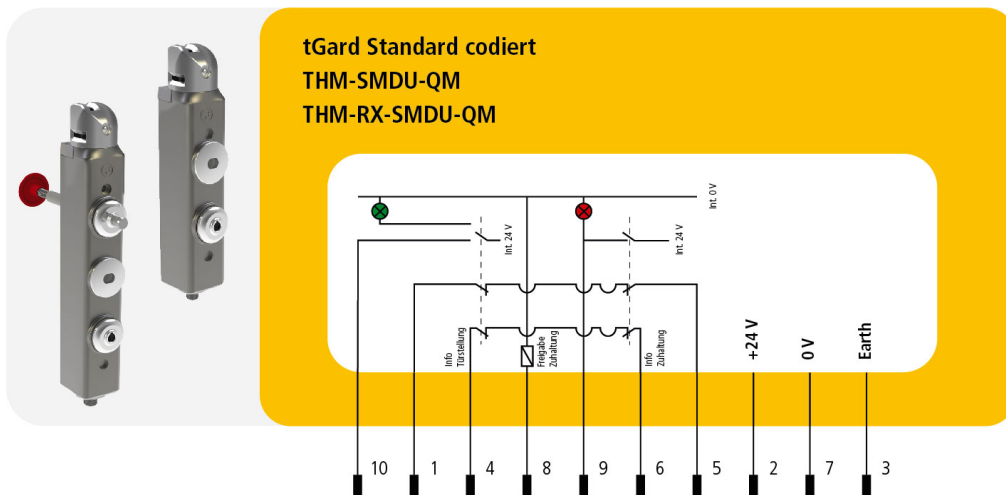 tGard Standard codiert
THM-SMDU-QM
THM-RX-SMDU-QM
Int. 0 V
Int. 24 V
Int. 24 V
Info
Türstellung
Freigabe
Zuhaltung
Info
Zuhaltung
+24 V
0 V
Earth
10 1 4 8 9 6 5 2 7 3